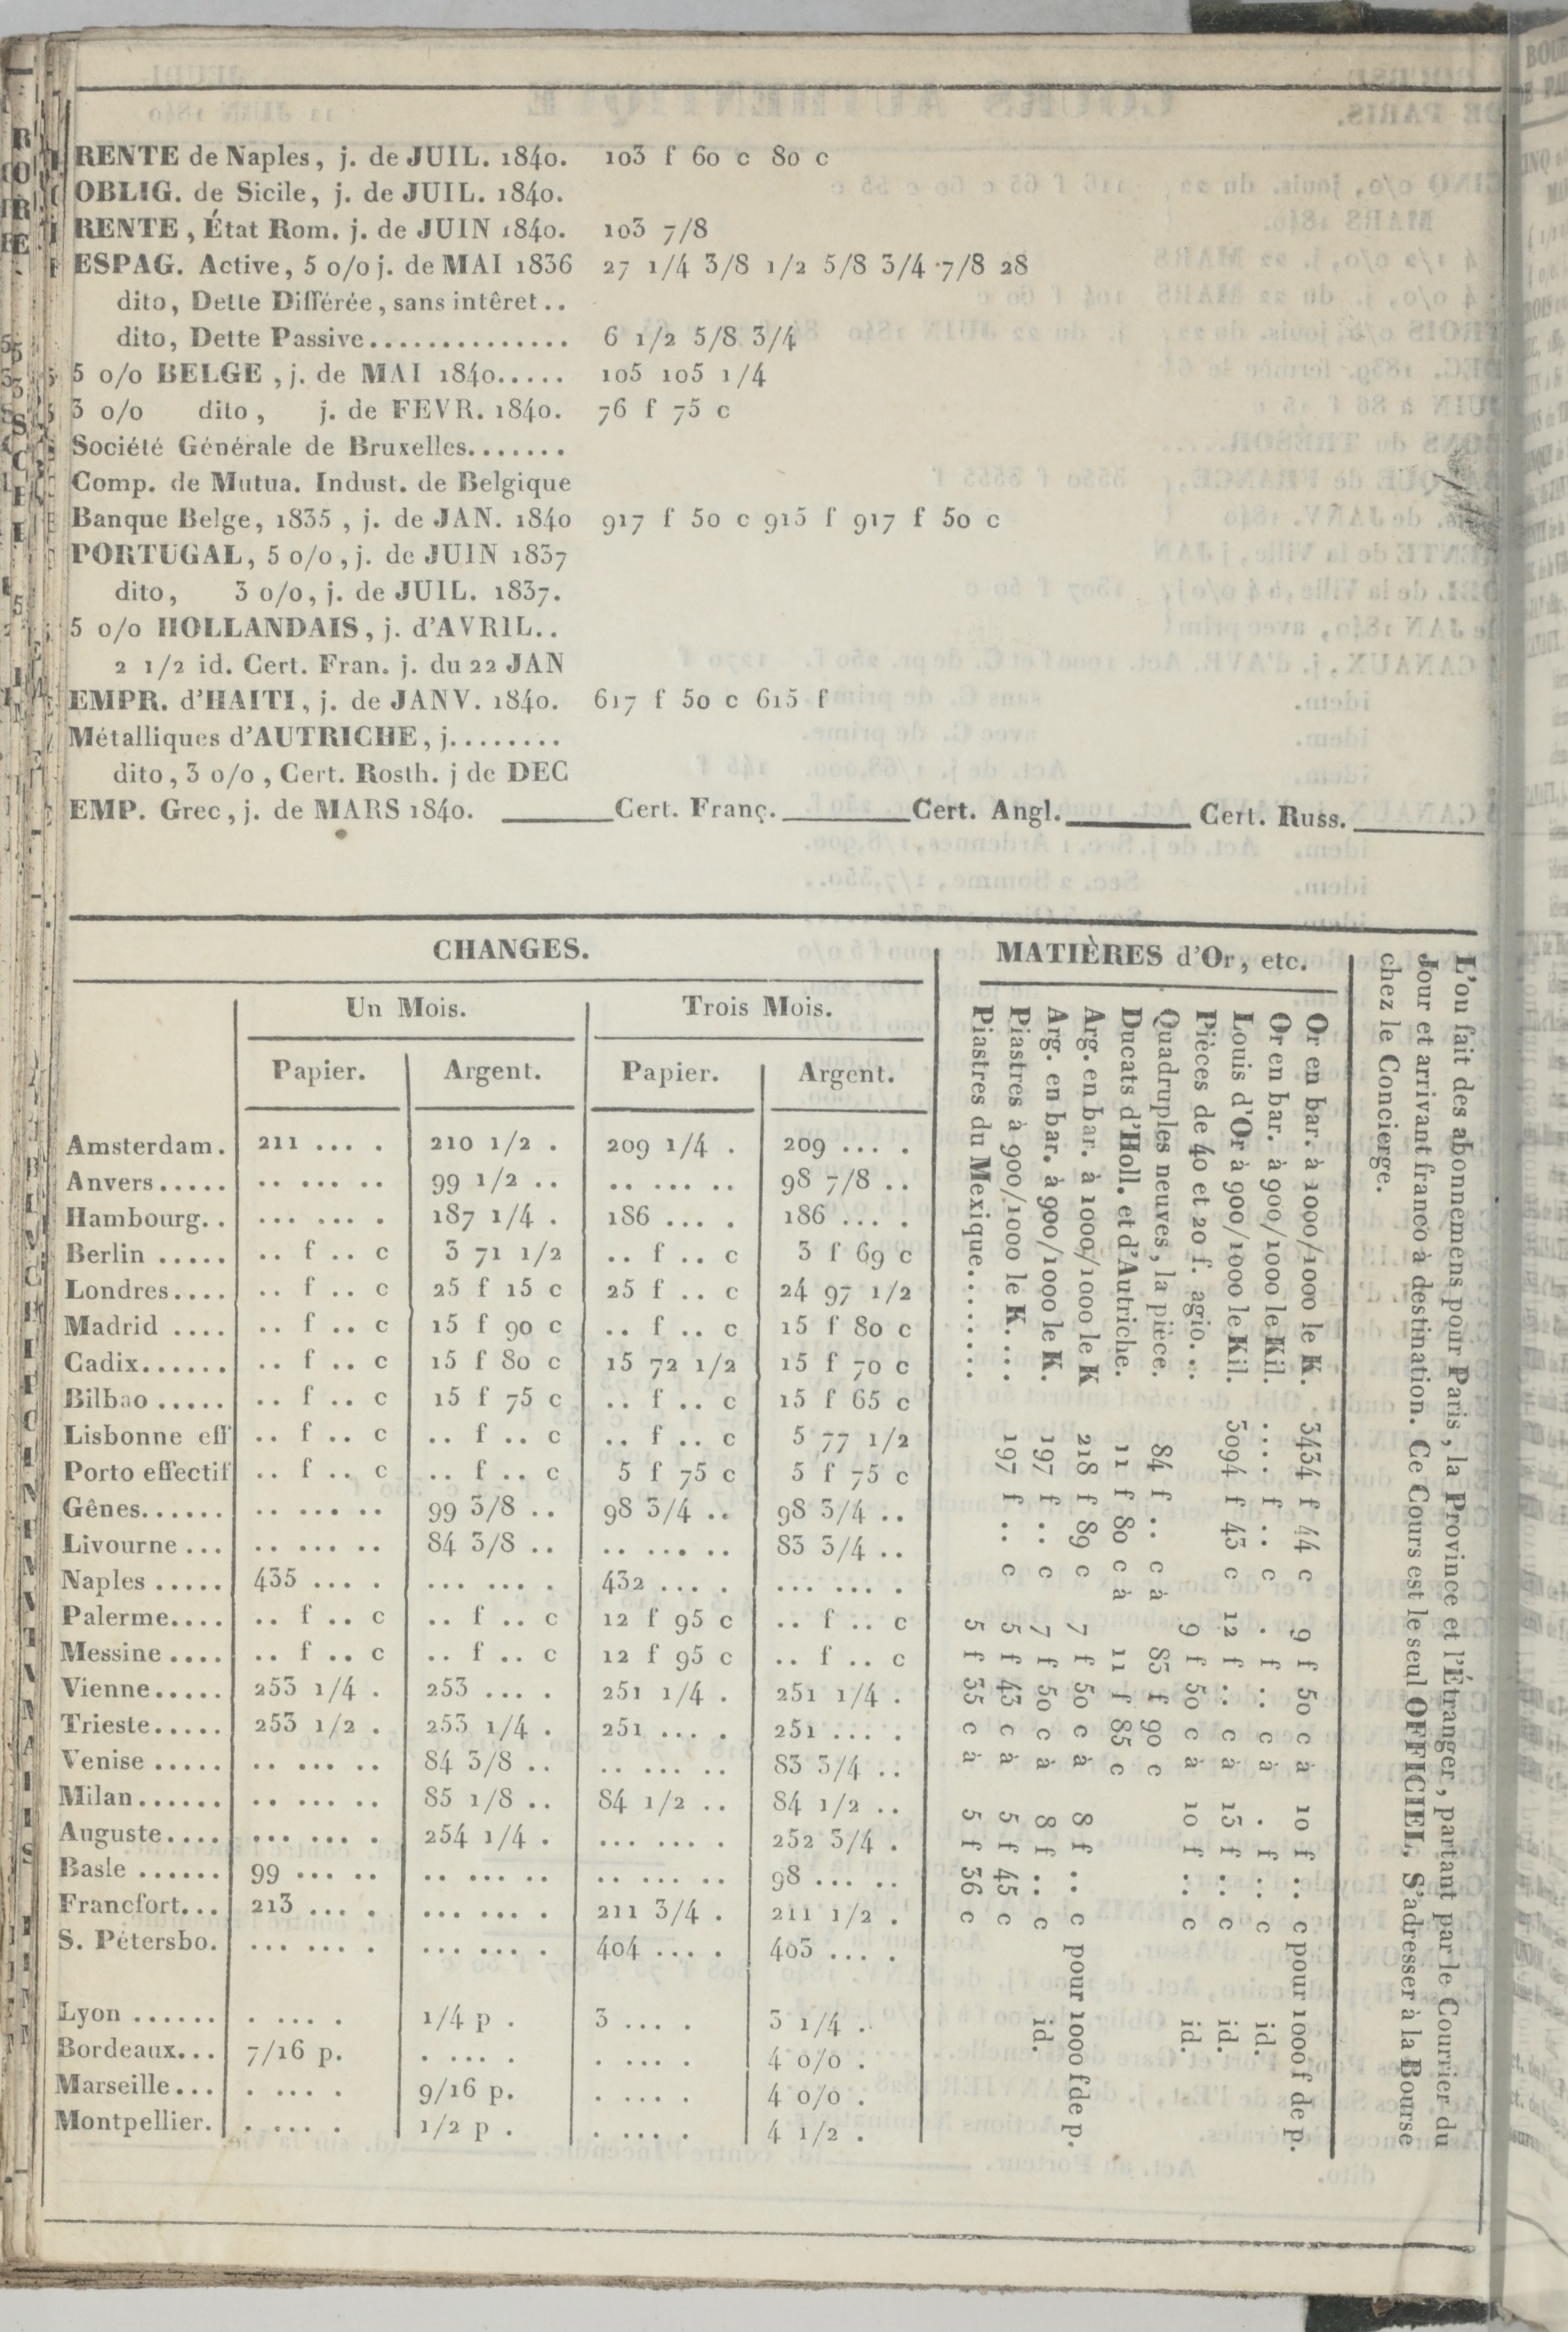 RENTE de Naples, j. de JUIL. 1840. 103 f 60 c 80 c
OBLIG. de Sicile, j. de JUIL. 1840.
RENTE, État Rom. j. de JUIN 1840. 103 7/8
ESPAG. Active, 5 o/o j. de MAI 1836 27 1/4 3/8 1/2 5/8 3/4 7/8 28
dito, Dette Différée, sans intêret..
dito, Dette Passive.............. 6 1/2 5/8 3/4
5 o/o BELGE, j. de MAI 1840..... 105 105 1/4
3 o/o dito, j. de FEVR. 1840. 76 f 75 c
Société Générale de Bruxelles.......
Comp. de Mutua. Indust. de Belgique
Banque Belge, 1835, j. de JAN. 1840 917 f 50 c 915 f 917 f 50 c
PORTUGAL, 5 o/o, j. de JUIN 1837
dito, 3 o/o, j. de JUIL. 1837.
5 o/o HOLLANDAIS, j. d'AVRIL..
2 1/2 id. Cert. Fran. j. du 22 JAN
EMPR. d'HAITI, j. de JANV. 1840. 617 f 50 c 615 f
Métalliques d'AUTRICHE, j........
dito, 3 o/o, Cert. Rosth. j de DEC
EMP. Grec, j. de MARS 1840. ______ Cert. Franç. ______ Cert. Angl. ______ Cert. Russ. ______
CHANGES.
Un Mois. Trois Mois.
Papier. Argent. Papier. Argent.
Amsterdam. 211 .... . 210 1/2 . 209 1/4 . 209 ... .
Anvers..... .. ... .. 99 1/2 .. .. ... .. 98 7/8 ..
Hambourg.. ... ... . 187 1/4 . 186 ... . 186 ... .
Berlin ..... .. f .. c 3 71 1/2 .. f .. c 3 f 69 c
Londres.... .. f .. c 25 f 15 c 25 f .. c 24 97 1/2
Madrid .... .. f .. c 15 f 90 c .. f .. c 15 f 80 c
Cadix...... .. f .. c 15 f 80 c 15 72 1/2 15 f 70 c
Bilbao ..... .. f .. c 15 f 75 c .. f .. c 15 f 65 c
Lisbonne eff .. f .. c .. f .. c .. f .. c 5 77 1/2
Porto effectif .. f .. c .. f .. c 5 f 75 c 5 f 75 c
Gênes...... .. ... .. 99 3/8 .. 98 3/4 .. 98 3/4 ..
Livourne ... .. ... .. 84 3/8 .. .. ... .. 83 3/4 ..
Naples ..... 435 ... . ... ... . 432 ... . ... ... .
Palerme.... .. f .. c .. f .. c 12 f 95 c .. f .. c
Messine .... .. f .. c .. f .. c 12 f 95 c .. f .. c
Vienne..... 253 1/4 . 253 ... . 251 1/4 . 251 1/4 .
Trieste..... 253 1/2 . 253 1/4 . 251 ... . 251 ... .
Venise ..... .. ... .. 84 3/8 .. .. ... .. 83 3/4 ..
Milan...... .. ... .. 85 1/8 .. 84 1/2 .. 84 1/2 ..
Auguste.... ... ... . 254 1/4 . ... ... . 252 3/4 .
Basle ...... 99 ... .. .. ... .. .. ... .. 98 ... ..
Francfort... 213 ... . ... ... . 211 3/4 . 211 1/2 .
S. Pétersbo. ... ... . ... ... . 404 ... . 403 ... .
Lyon ...... . ... . 1/4 p . 3 ... . 3 1/4 .
Bordeaux... 7/16 p. . ... . . ... . 4 o/o .
Marseille... . ... . 9/16 p. . ... . 4 o/o .
Montpellier. . ... . 1/2 p . . ... . 4 1/2 .
MATIÈRES d'Or, etc.
Or en bar. à 1000/1000 le K. 3434 f 44 c 9 f 50 c à 10 f .. c pour 1000 f de p.
Or en bar. à 900/1000 le Kil. .... f .. c . f .. c à . f .. c id.
Louis d'Or à 900/1000 le Kil. 3094 f 43 c 12 f .. c à 13 f .. c id.
Pièces de 40 et 20 f. agio... 9 f 50 c à 10 f .. c id.
Quadruples neuves, la pièce. 84 f .. c à 83 f 90 c
Ducats d'Holl. et d'Autriche. 11 f 80 c à 11 f 85 c
Arg. en bar. à 1000/1000 le K 218 f 89 c 7 f 50 c à 8 f .. c pour 1000 f de p.
Arg. en bar. à 900/1000 le K. 197 f .. c 7 f 50 c à 8 f .. c id.
Piastres à 900/1000 le K.... 197 f .. c 5 f 43 c à 5 f 45 c
Piastres du Mexique....... 5 f 35 c à 5 f 36 c
L'on fait des abonnemens pour Paris, la Province et l'Étranger, partant par le Courrier du
Jour et arrivant franco à destination. Ce Cours est le seul OFFICIEL. S'adresser à la Bourse
chez le Concierge.